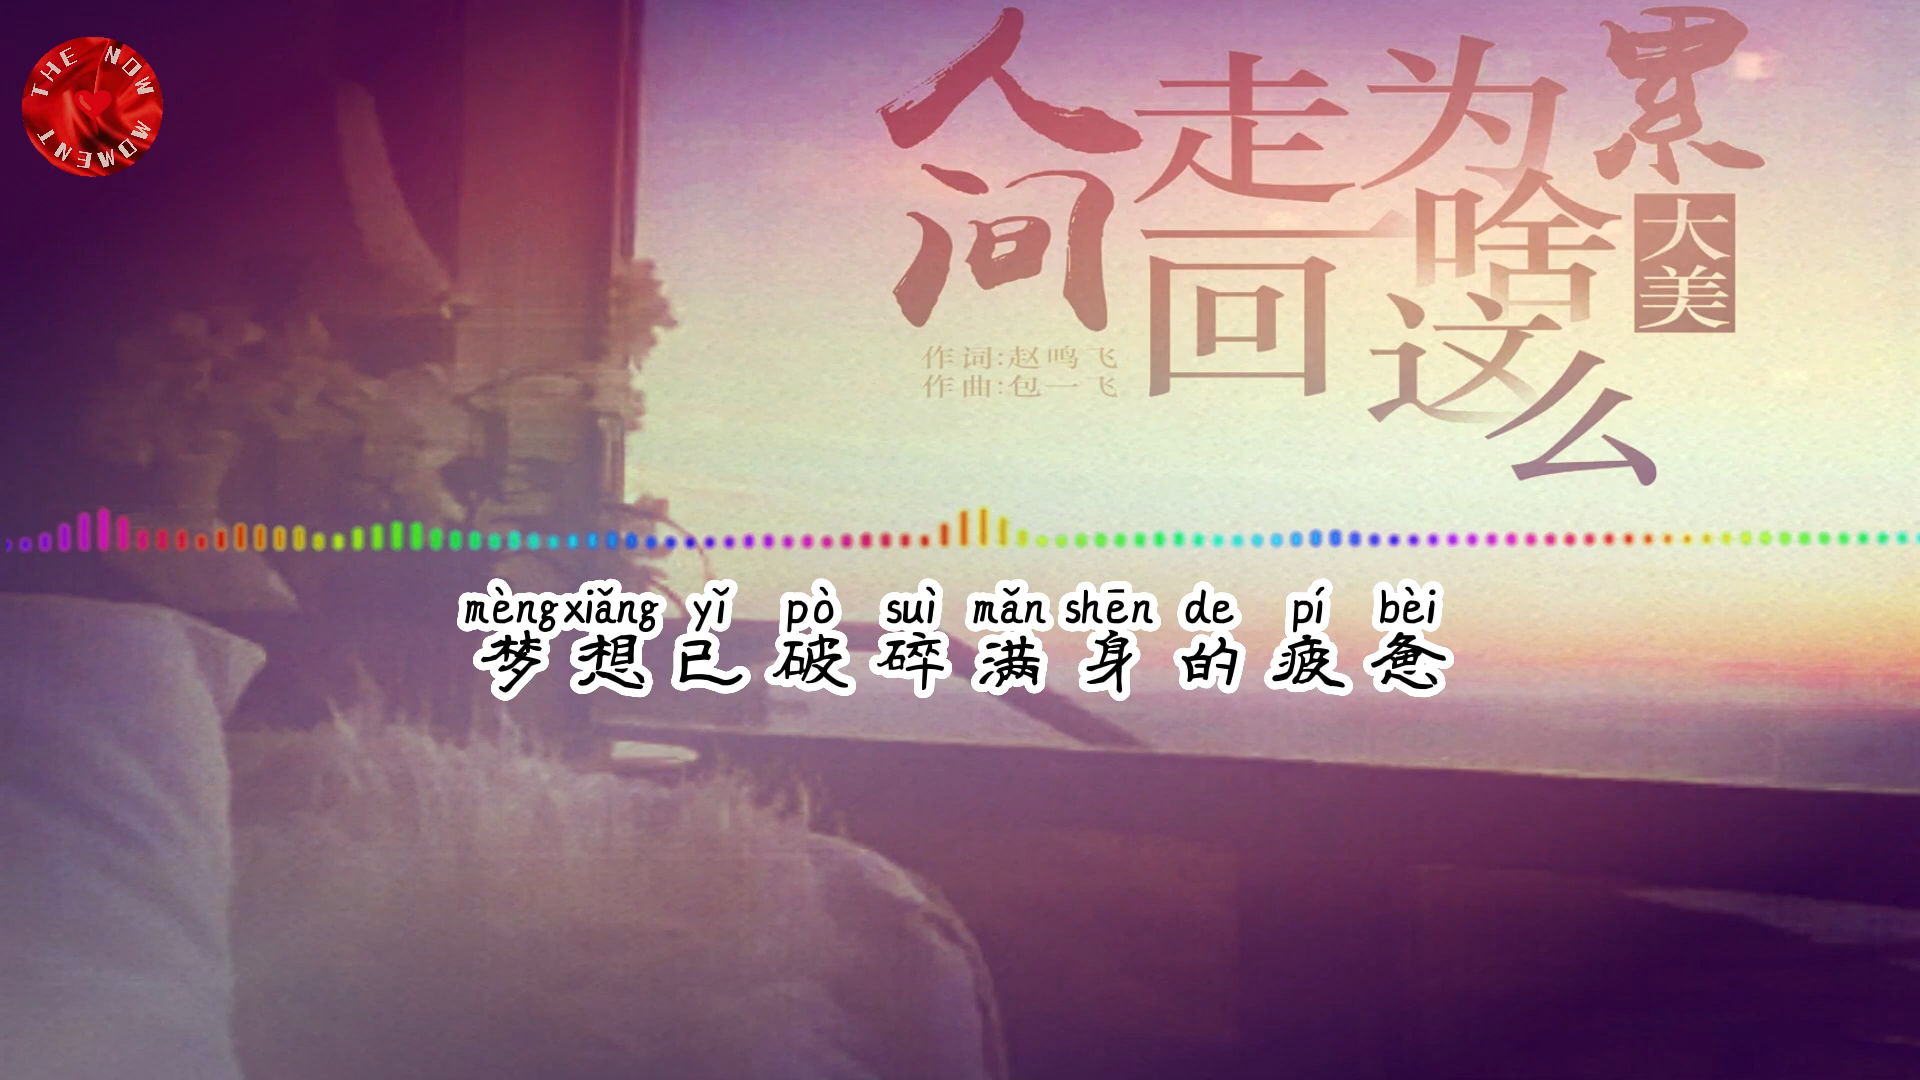 THE NOW MOMENT
人间
走一回
为啥这么
累
大美
作词:赵鸣飞
作曲:包一飞
mèng xiǎng yǐ pò suì mǎn shēn de pí bèi
梦想已破碎满身的疲惫